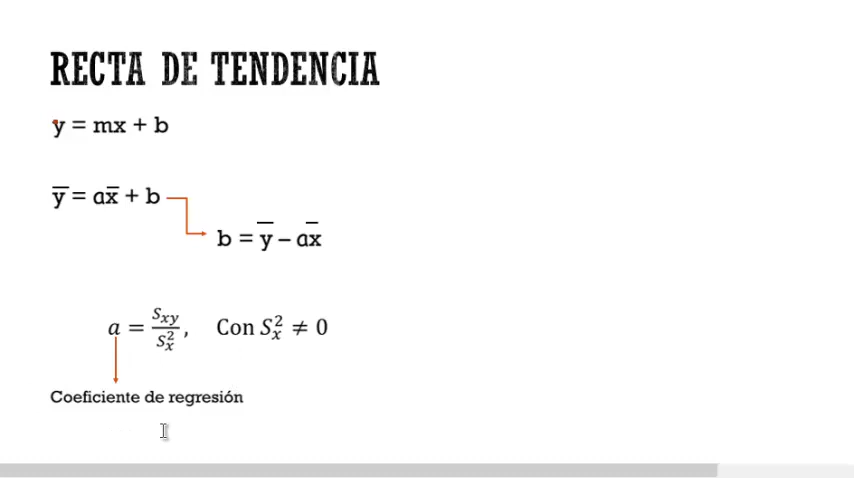 RECTA DE TENDENCIA
y = mx + b
y̅ = ax̅ + b
b = y̅ – ax̅
a = Sxy / Sx², Con Sx² ≠ 0
Coeficiente de regresión